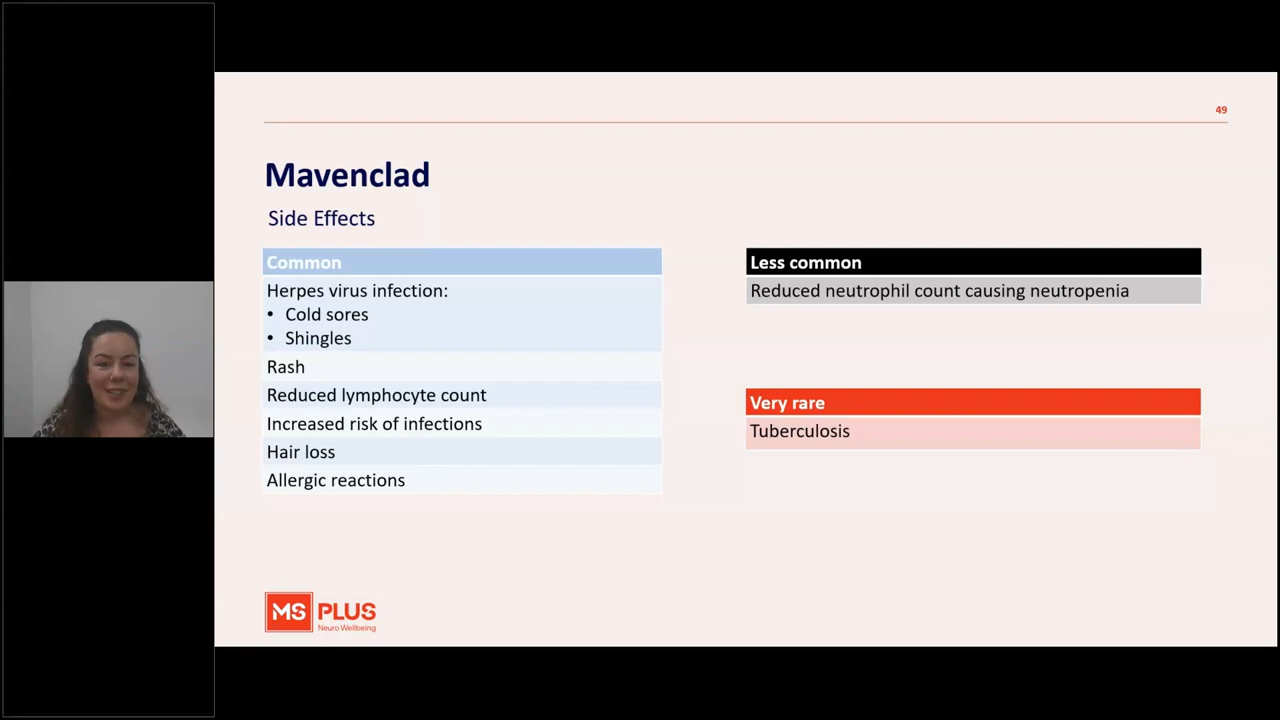 49
Mavenclad
Side Effects
Common
Herpes virus infection:
• Cold sores
• Shingles
Rash
Reduced lymphocyte count
Increased risk of infections
Hair loss
Allergic reactions
Less common
Reduced neutrophil count causing neutropenia
Very rare
Tuberculosis
MS PLUS
Neuro Wellbeing